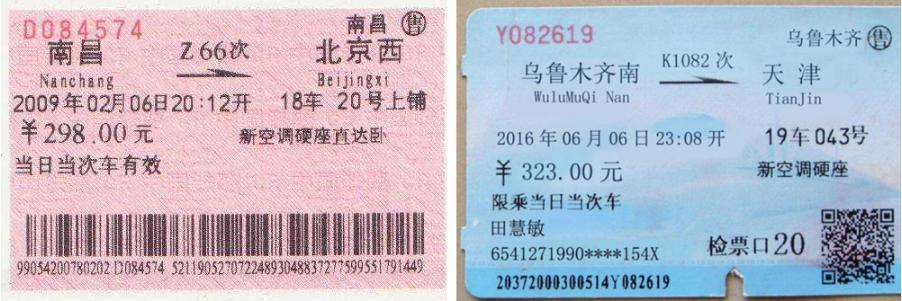 D084574
南昌 售
南昌 Z66次 北京西
Nanchang Beijingxi
2009年02月06日20:12开 18车 20号上铺
￥298.00元 新空调硬座直达卧
当日当次车有效
99054200780202 D084574 521190527072248930488372775995517914​49
Y082619
乌鲁木齐 售
乌鲁木齐南 K1082次 天津
WuluMuQi Nan TianJin
2016年06月06日23:08开 19车043号
￥323.00元 新空调硬座
限乘当日当次车
田慧敏
6541271990****154X 检票口20
20372000300514Y082619